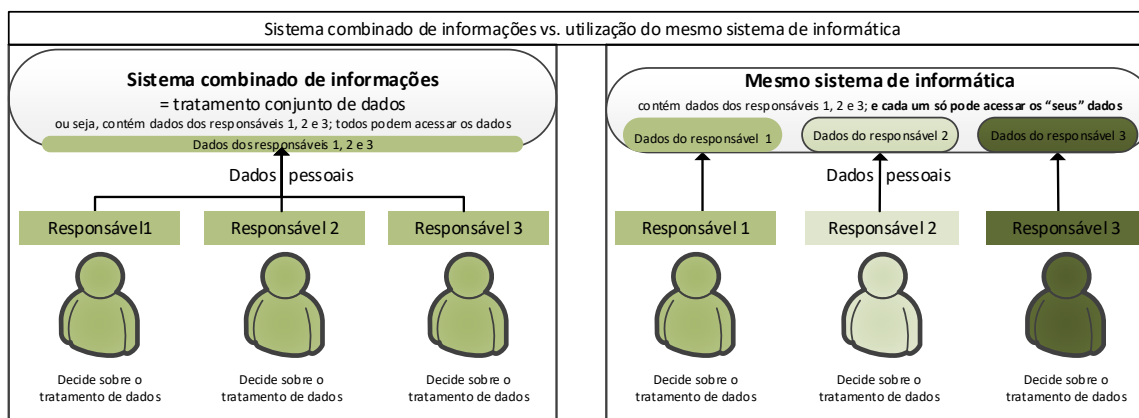 Sistema combinado de informações vs. utilização do mesmo sistema de informática
Sistema combinado de informações
= tratamento conjunto de dados
ou seja, contém dados dos responsáveis 1, 2 e 3; todos podem acessar os dados
Dados dos responsáveis 1, 2 e 3
Dados pessoais
Responsável1
Responsável 2
Responsável 3
Decide sobre o
tratamento de dados
Decide sobre o
tratamento de dados
Decide sobre o
tratamento de dados
Mesmo sistema de informática
contém dados dos responsáveis 1, 2 e 3; e cada um só pode acessar os “seus” dados
Dados do responsável 1
Dados do responsável 2
Dados do responsável 3
Dados pessoais
Responsável 1
Responsável 2
Responsável 3
Decide sobre o
tratamento de dados
Decide sobre o
tratamento de dados
Decide sobre o
tratamento de dados